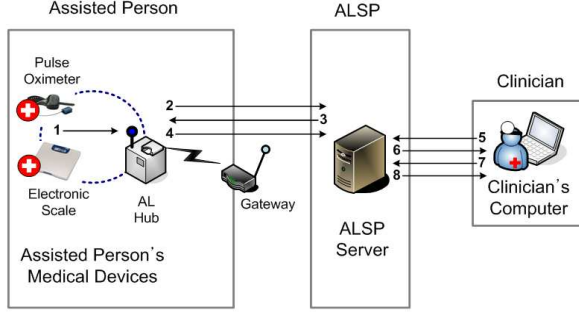 Assisted Person
ALSP
Clinician
Pulse
Oximeter
1
2
3
4
5
6
7
8
Electronic
Scale
AL
Hub
Gateway
ALSP
Server
Clinician's
Computer
Assisted Person's
Medical Devices